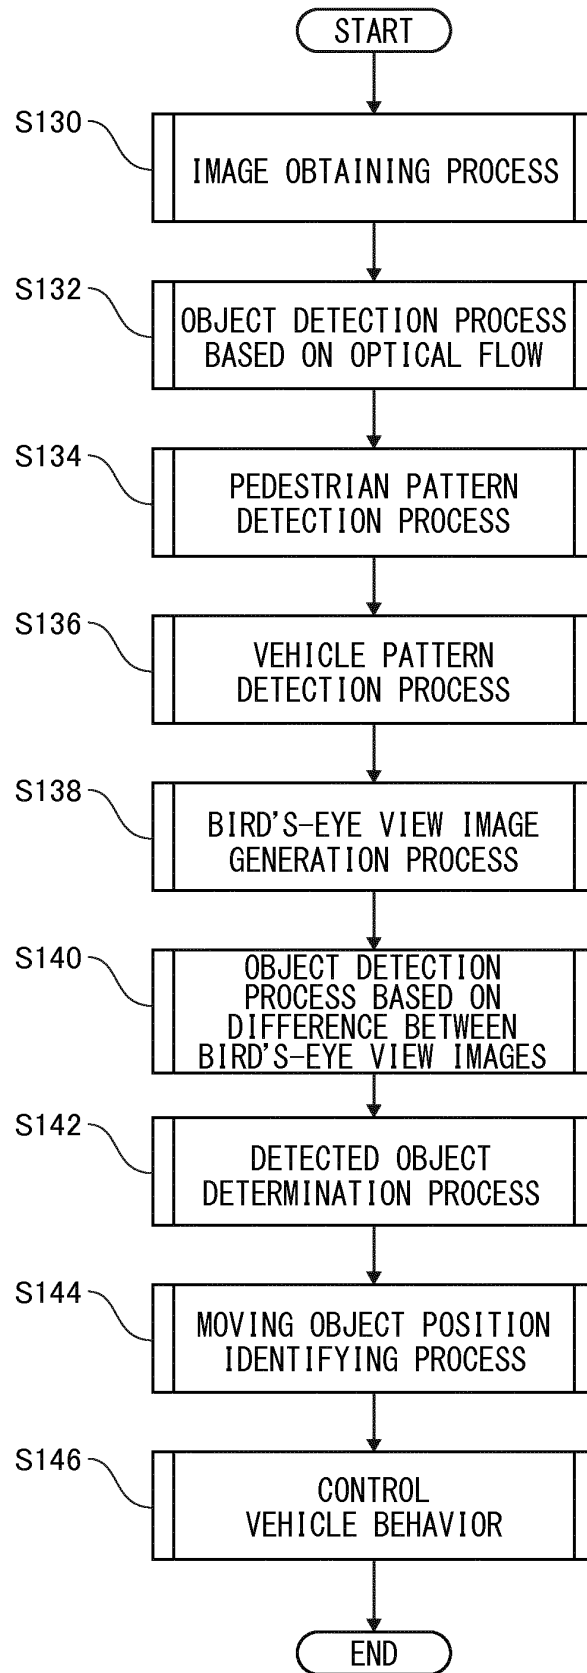 START
S130
IMAGE OBTAINING PROCESS
S132
OBJECT DETECTION PROCESS
BASED ON OPTICAL FLOW
S134
PEDESTRIAN PATTERN
DETECTION PROCESS
S136
VEHICLE PATTERN
DETECTION PROCESS
S138
BIRD'S-EYE VIEW IMAGE
GENERATION PROCESS
S140
OBJECT DETECTION
PROCESS BASED ON
DIFFERENCE BETWEEN
BIRD'S-EYE VIEW IMAGES
S142
DETECTED OBJECT
DETERMINATION PROCESS
S144
MOVING OBJECT POSITION
IDENTIFYING PROCESS
S146
CONTROL
VEHICLE BEHAVIOR
END